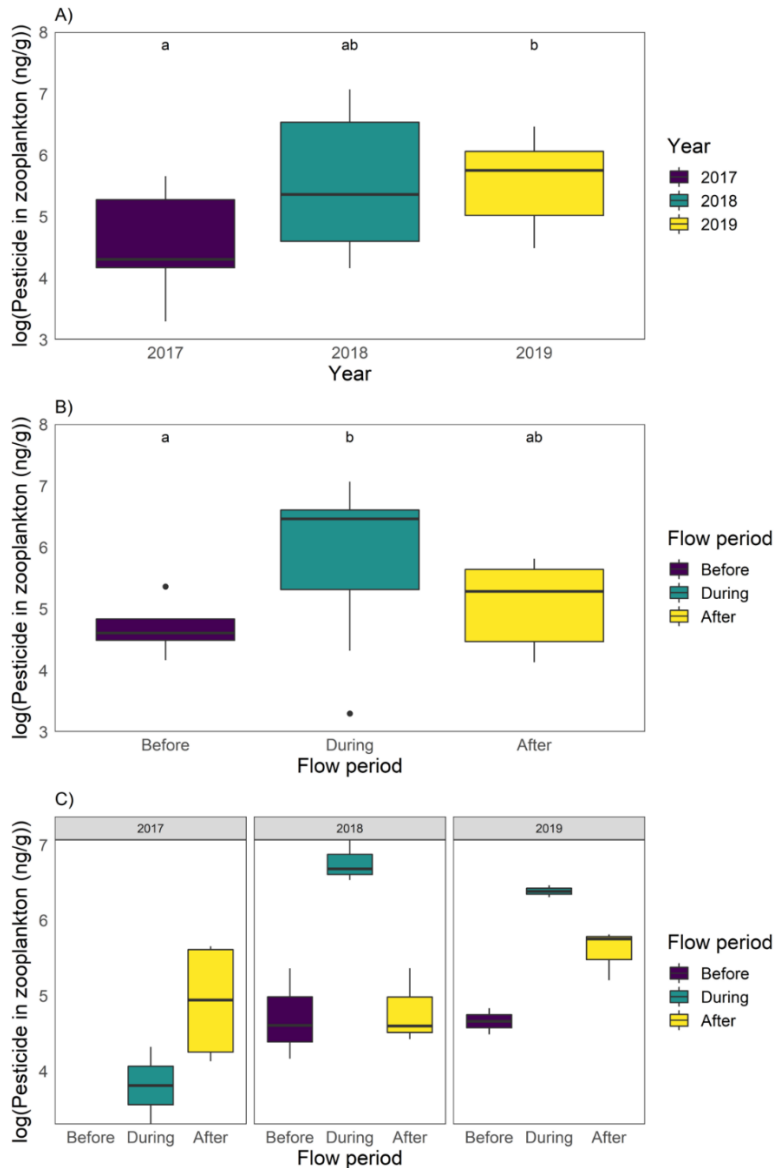 A)
log(Pesticide in zooplankton (ng/g))
8
7
6
5
4
3
a ab b
2017 2018 2019
Year
Year
2017
2018
2019
B)
log(Pesticide in zooplankton (ng/g))
8
7
6
5
4
3
a b ab
Before During After
Flow period
Flow period
Before
During
After
C)
log(Pesticide in zooplankton (ng/g))
2017 2018 2019
7
6
5
4
Before During After Before During After Before During After
Flow period
Flow period
Before
During
After